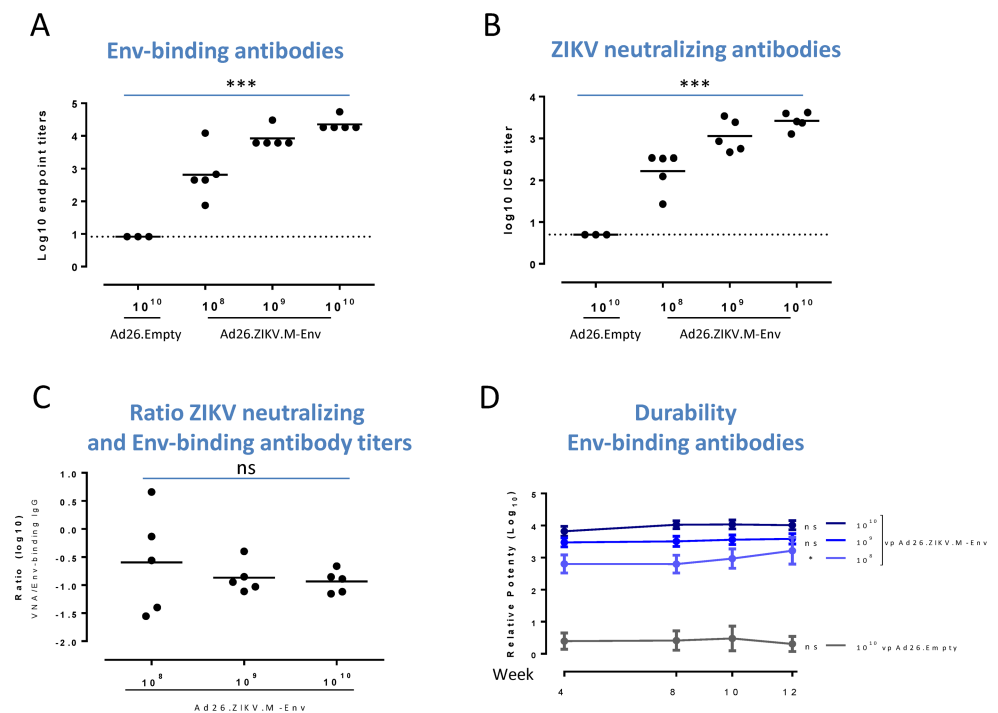 A
Env-binding antibodies
***
Log10 endpoint titers
5
4
3
2
1
0
10^10
10^8
10^9
10^10
Ad26.Empty
Ad26.ZIKV.M-Env
B
ZIKV neutralizing antibodies
***
log10 IC50 titer
4
3
2
1
0
10^10
10^8
10^9
10^10
Ad26.Empty
Ad26.ZIKV.M-Env
C
Ratio ZIKV neutralizing
and Env-binding antibody titers
ns
Ratio (log10)
VNA/Env-binding IgG
1.0
0.5
0.0
-0.5
-1.0
-1.5
-2.0
10^8
10^9
10^10
Ad26.ZIKV.M-Env
D
Durability
Env-binding antibodies
Relative Potenty (Log10)
5
4
3
2
1
0
ns 10^10
ns 10^9
* 10^8
vp Ad26.ZIKV.M-Env
ns 10^10 vp Ad26.Empty
Week
4
8
10
12